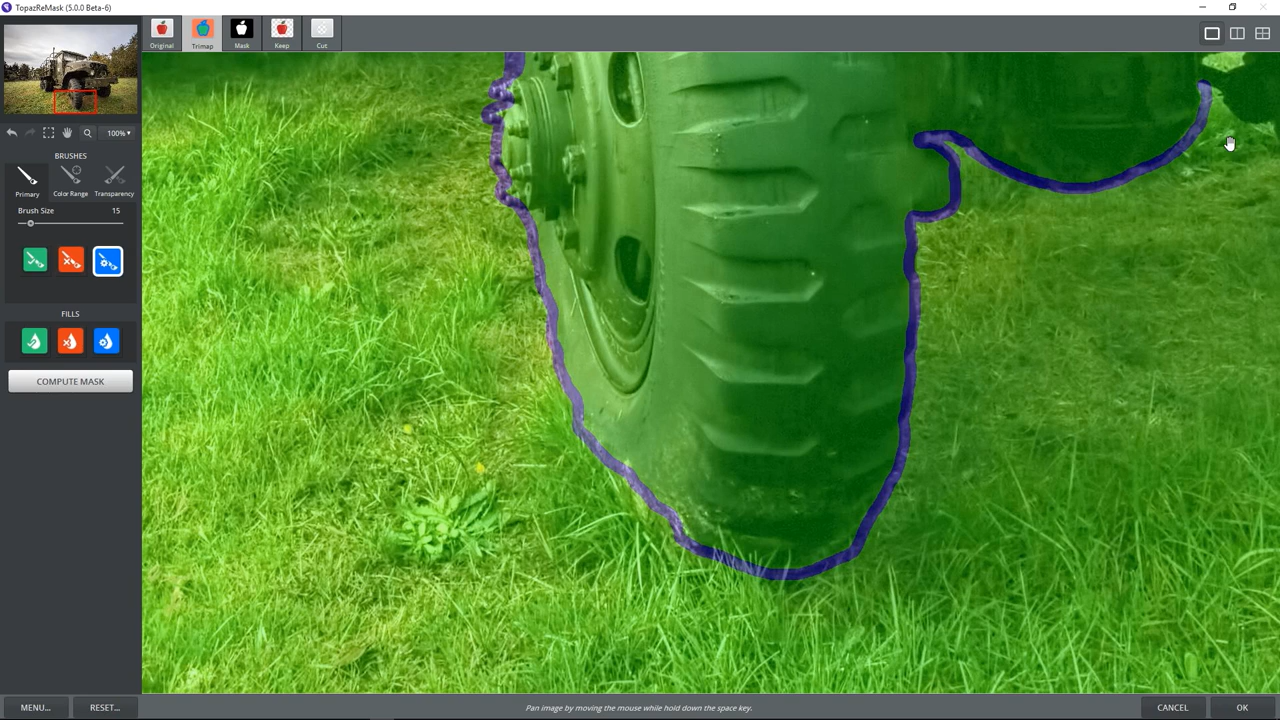 TopazReMask (5.0.0 Beta-6)
Original
Trimap
Mask
Keep
Cut
100%
BRUSHES
Primary
Color Range
Transparency
Brush Size 15
FILLS
COMPUTE MASK
MENU...
RESET...
Pan image by moving the mouse while hold down the space key.
CANCEL
OK